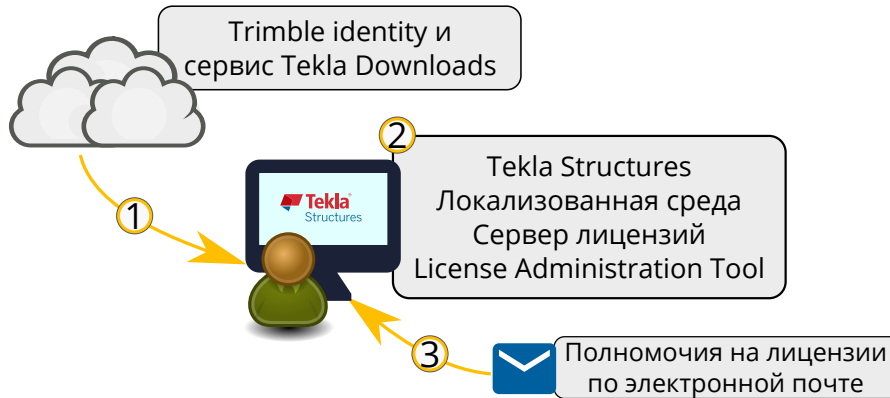 Trimble identity и
сервис Tekla Downloads
2
Tekla Structures
Локализованная среда
Сервер лицензий
License Administration Tool
Tekla
Structures
1
3
Полномочия на лицензии
по электронной почте